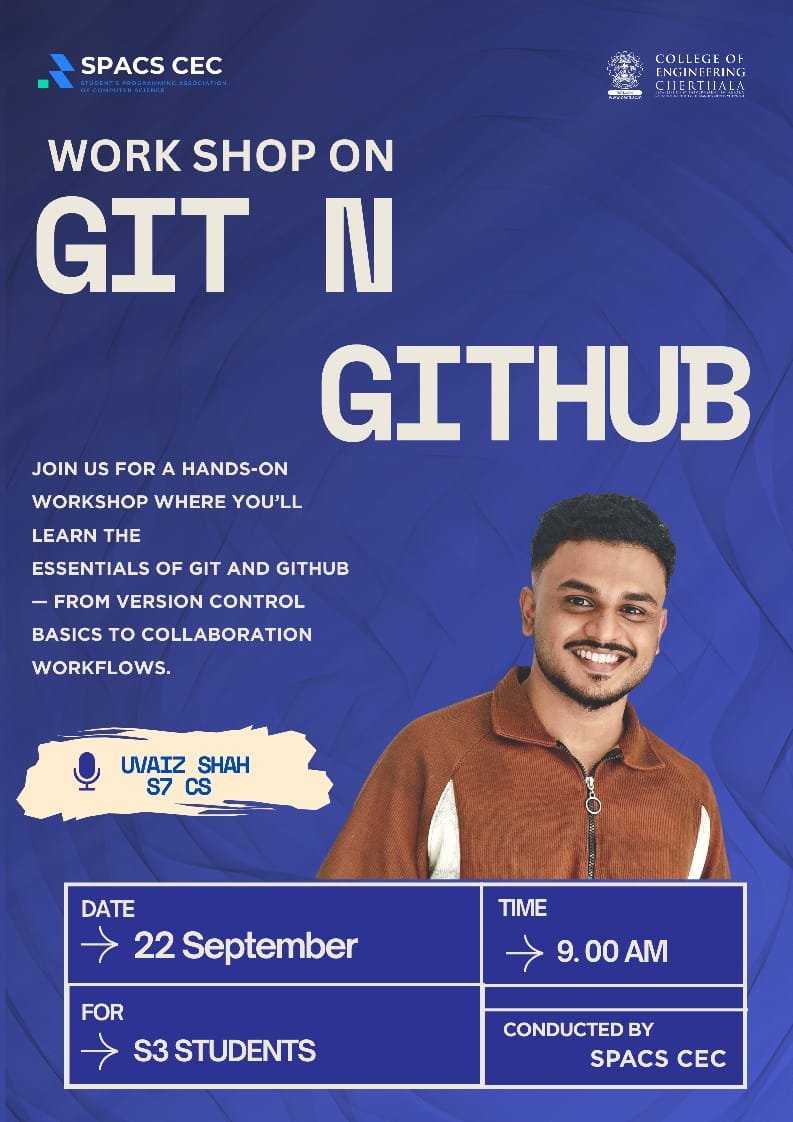 SPACS CEC
STUDENT'S PROGRAMMING ASSOCIATION
OF COMPUTER SCIENCE
COLLEGE OF
ENGINEERING
CHERTHALA
WORK SHOP ON
GIT N
GITHUB
JOIN US FOR A HANDS-ON
WORKSHOP WHERE YOU'LL
LEARN THE
ESSENTIALS OF GIT AND GITHUB
— FROM VERSION CONTROL
BASICS TO COLLABORATION
WORKFLOWS.
UVAIZ SHAH
S7 CS
DATE
22 September
TIME
9. 00 AM
FOR
S3 STUDENTS
CONDUCTED BY
SPACS CEC